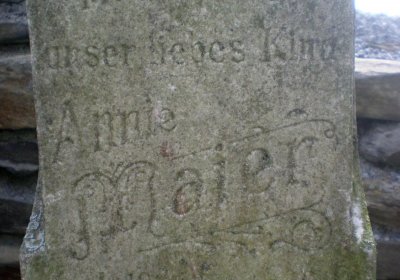 unser liebes Kind
Annie
Maier